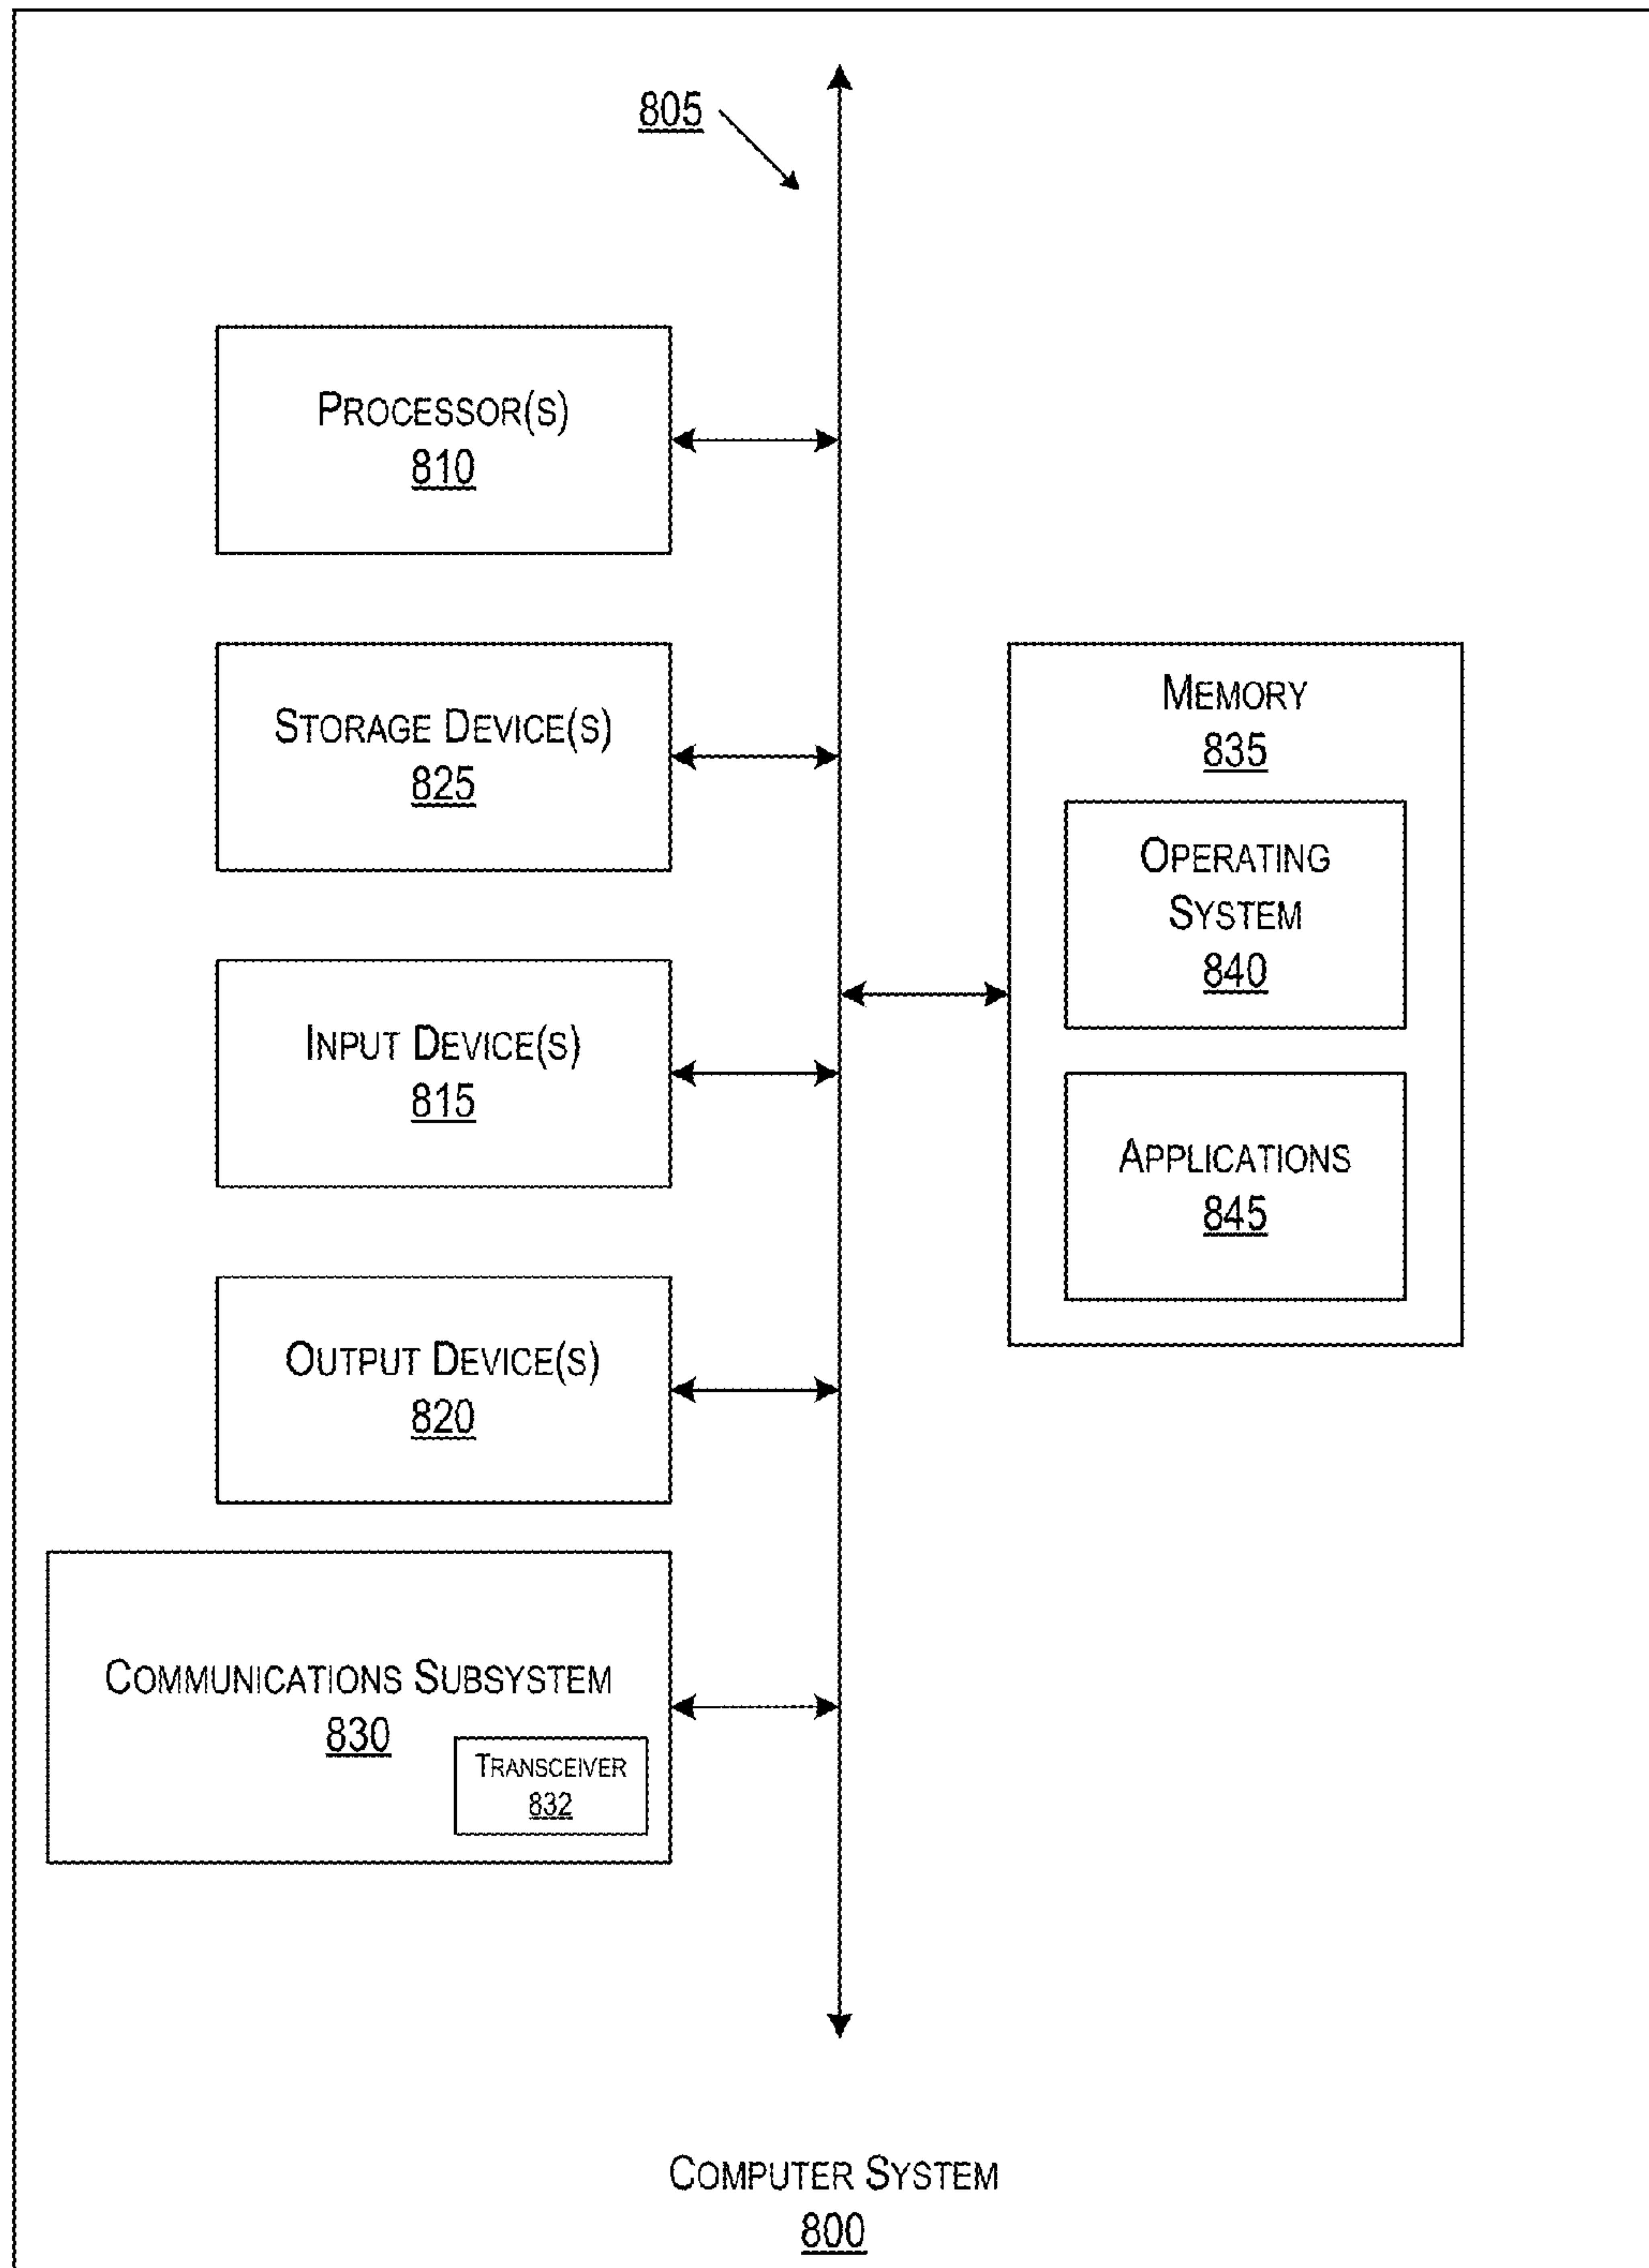 805
PROCESSOR(S)
810
STORAGE DEVICE(S)
825
INPUT DEVICE(S)
815
OUTPUT DEVICE(S)
820
COMMUNICATIONS SUBSYSTEM
830
TRANSCEIVER
832
MEMORY
835
OPERATING
SYSTEM
840
APPLICATIONS
845
COMPUTER SYSTEM
800